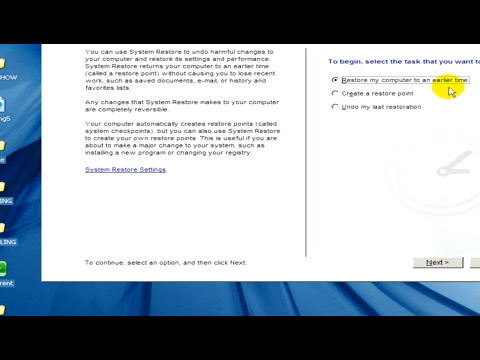 You can use System Restore to undo harmful changes to
your computer and restore its settings and performance.
System Restore returns your computer to an earlier time
(called a restore point) without causing you to lose recent
work, such as saved documents, e-mail, or history and
favorites lists.
Any changes that System Restore makes to your computer
are completely reversible.
Your computer automatically creates restore points (called
system checkpoints), but you can also use System Restore
to create your own restore points. This is useful if you are
about to make a major change to your system, such as
installing a new program or changing your registry.
System Restore Settings
To begin, select the task that you want to
Restore my computer to an earlier time
Create a restore point
Undo my last restoration
To continue, select an option, and then click Next.
Next >
HOW
ng5
e
ING
LING
rent